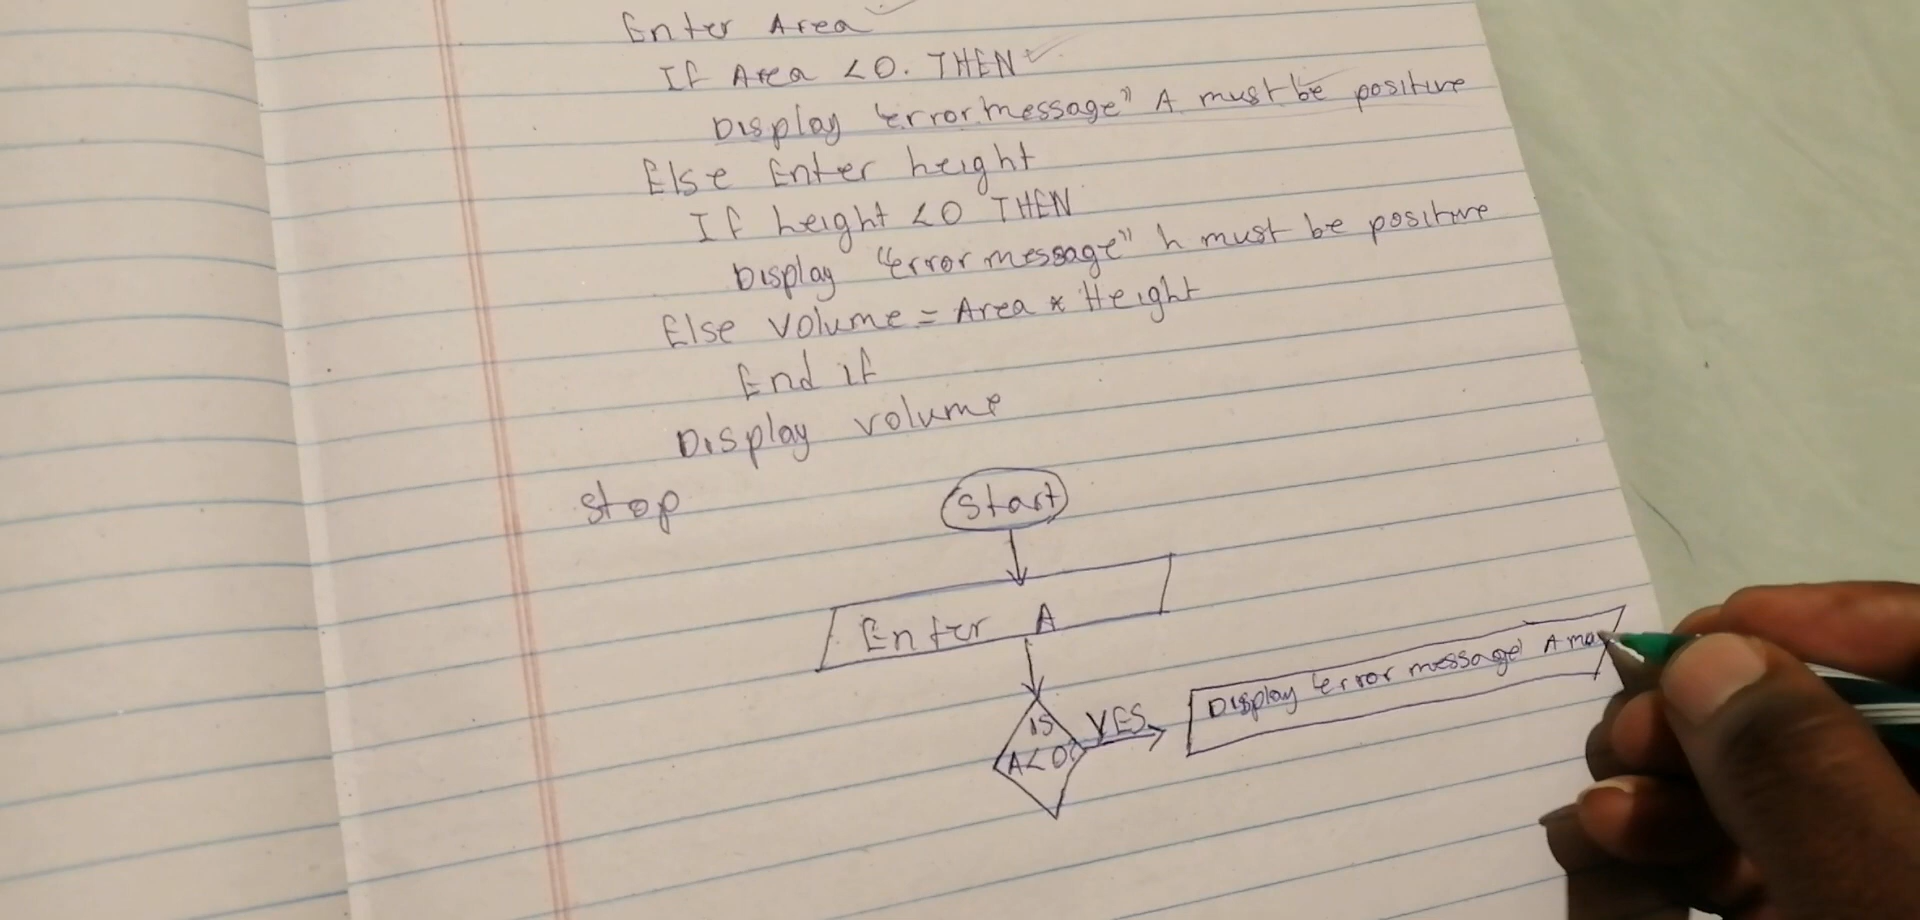 Enter Area
If Area <0. THEN
Display "error message" A must be positive
Else Enter height
If height <0 THEN
Display "error message" h must be positive
Else volume = Area * Height
End if
Display volume
Stop
Start
Enter A
is
A<0?
YES
Display "error message" A